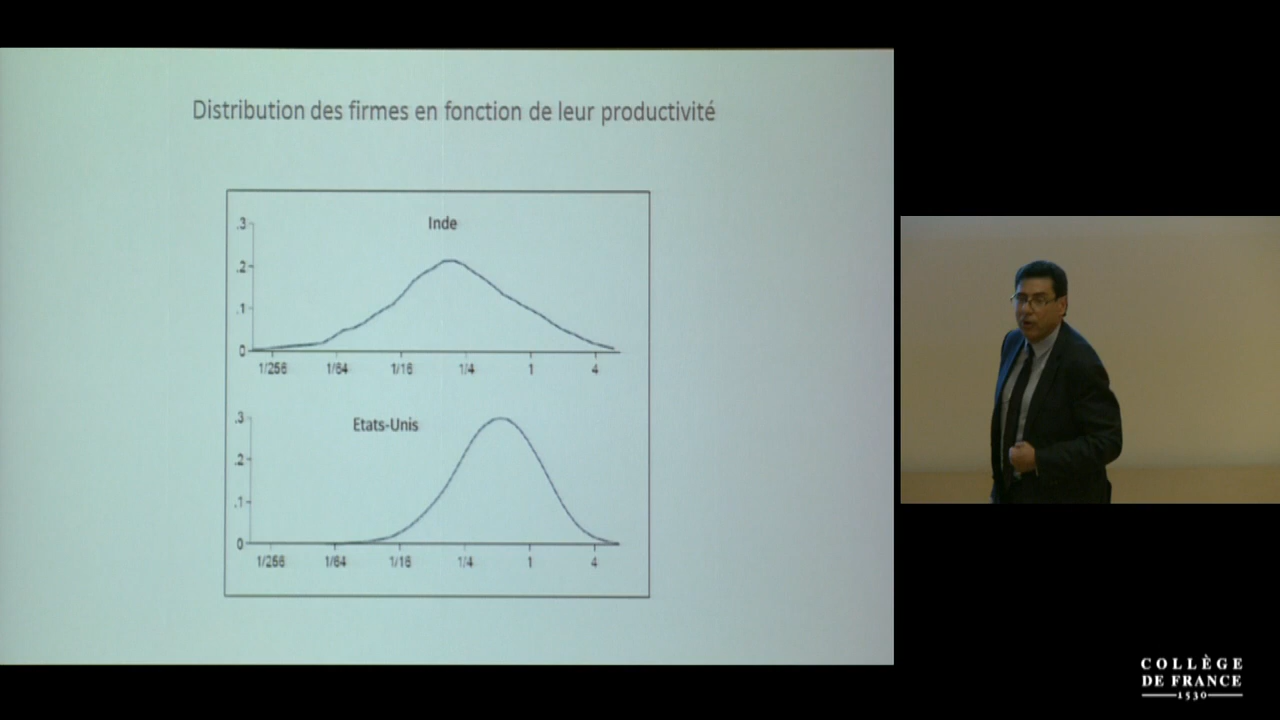 Distribution des firmes en fonction de leur productivité
Inde
.3
.2
.1
0
1/256 1/64 1/16 1/4 1 4
Etats-Unis
.3
.2
.1
0
1/256 1/64 1/16 1/4 1 4
COLLÈGE
DE FRANCE
1530